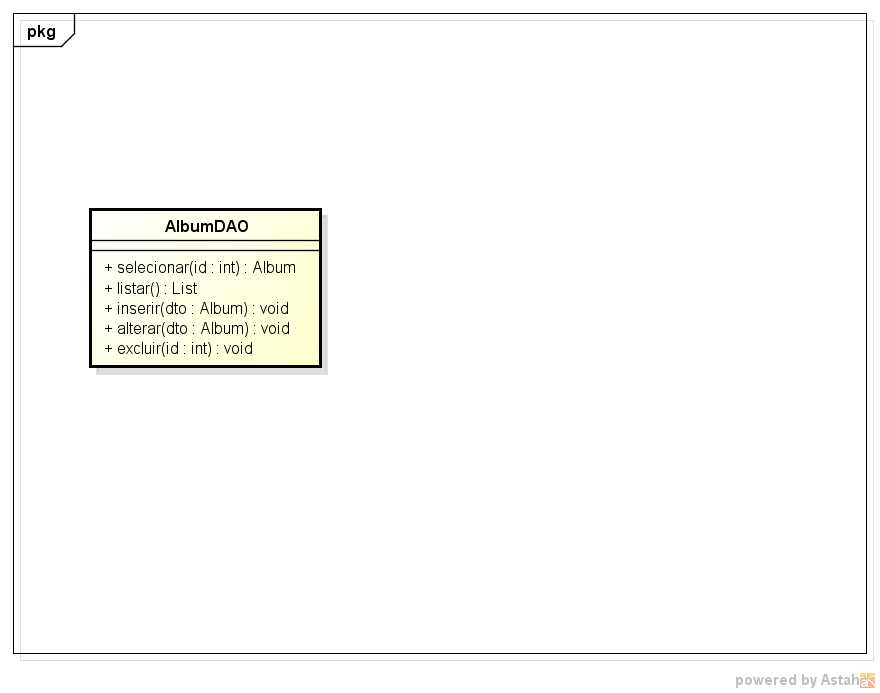 pkg
AlbumDAO
+ selecionar(id : int) : Album
+ listar() : List
+ inserir(dto : Album) : void
+ alterar(dto : Album) : void
+ excluir(id : int) : void
powered by Astah